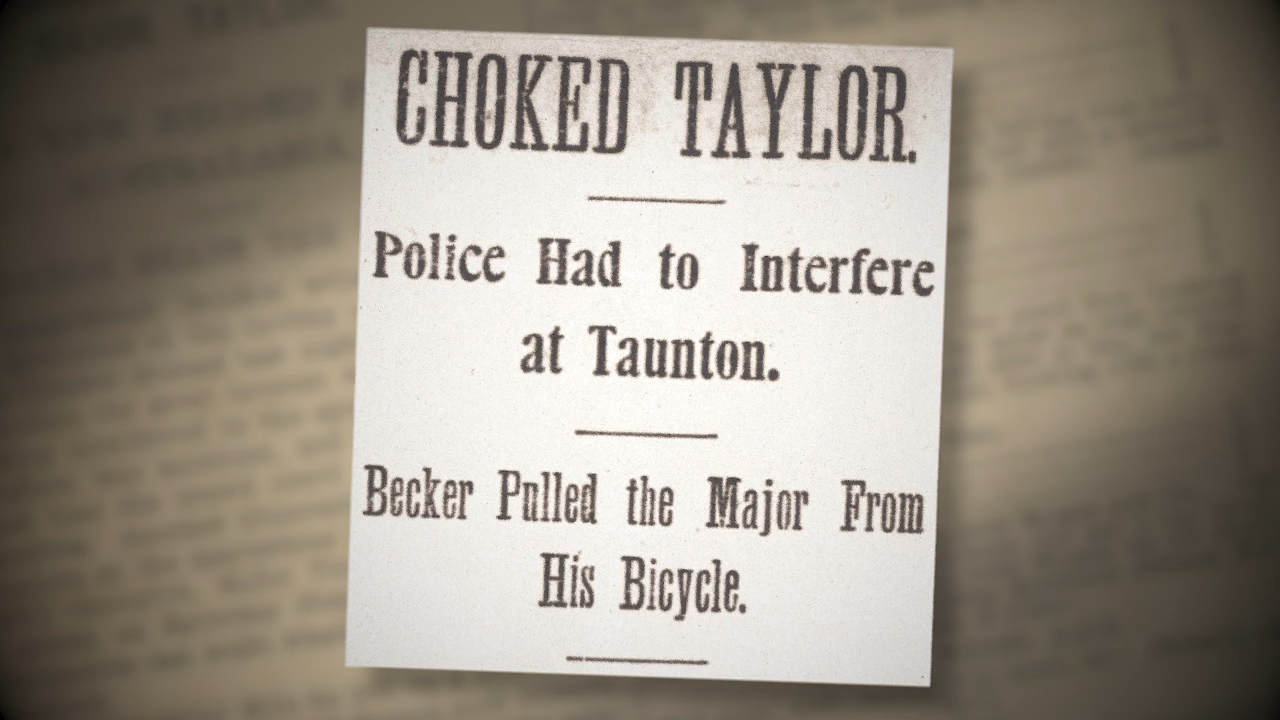 CHOKED TAYLOR.
Police Had to Interfere
at Taunton.
Becker Pulled the Major From
His Bicycle.